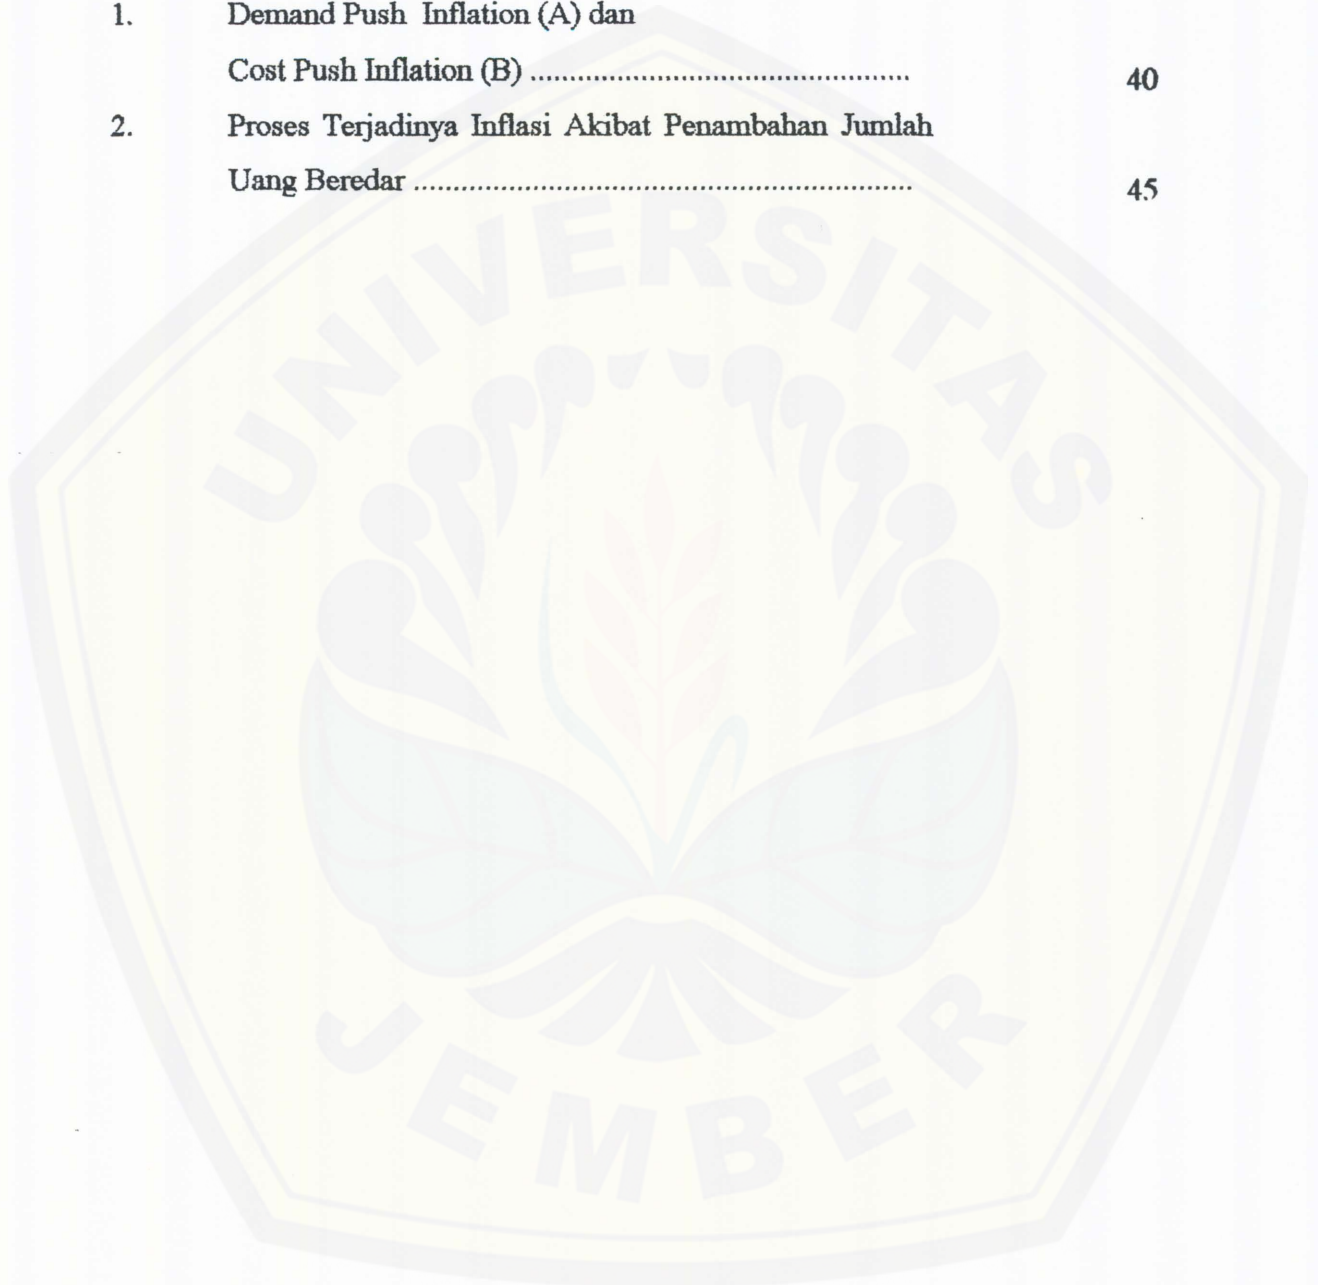 1. Demand Push Inflation (A) dan
Cost Push Inflation (B) ................................................ 40
2. Proses Terjadinya Inflasi Akibat Penambahan Jumlah
Uang Beredar ............................................................... 45
UNIVERSITAS
JEMBER